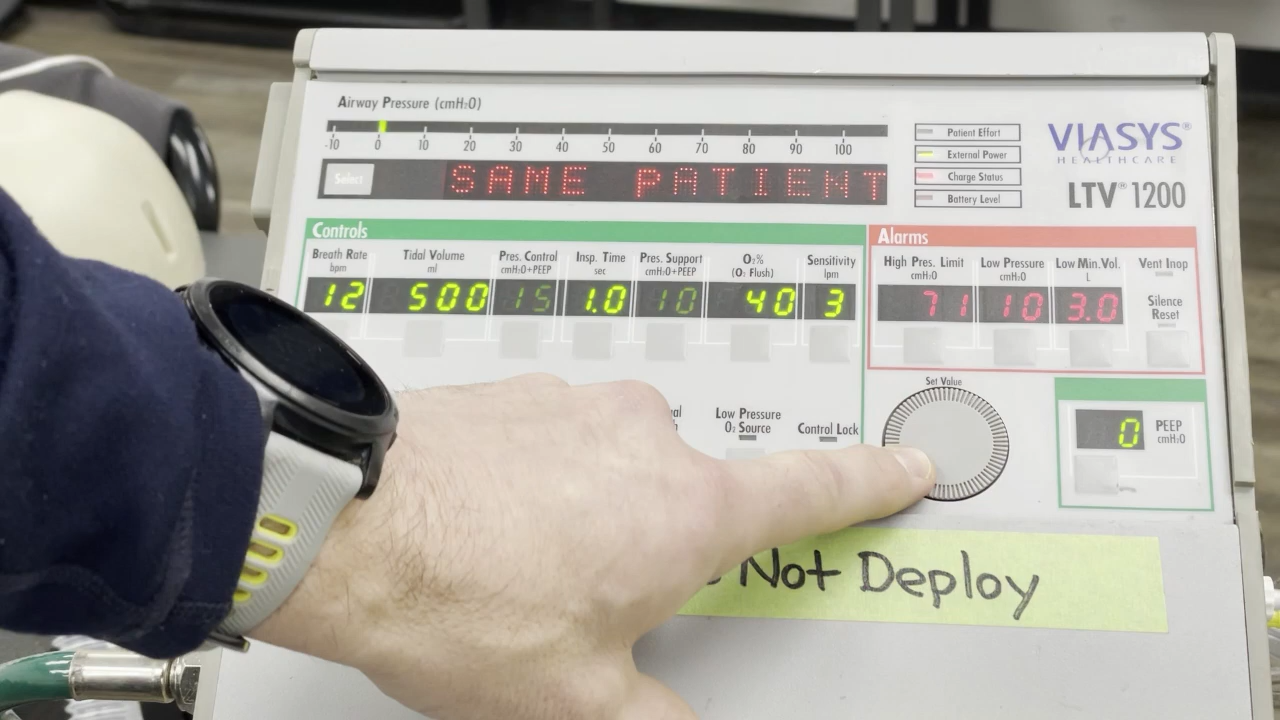 Airway Pressure (cmH₂O)
-10 0 10 20 30 40 50 60 70 80 90 100
Select
SAME PATIENT
Patient Effort
External Power
Charge Status
Battery Level
VIASYS®
HEALTHCARE
LTV® 1200
Controls
Breath Rate
bpm
12
Tidal Volume
ml
500
Pres. Control
cmH₂O+PEEP
15
Insp. Time
sec
1.0
Pres. Support
cmH₂O+PEEP
10
O₂%
(O₂ Flush)
40
Sensitivity
lpm
3
Alarms
High Pres. Limit
cmH₂O
71
Low Pressure
cmH₂O
10
Low Min.Vol.
L
3.0
Vent Inop
Silence
Reset
Low Pressure
O₂ Source
Control Lock
Set Value
0
PEEP
cmH₂O
Not Deploy